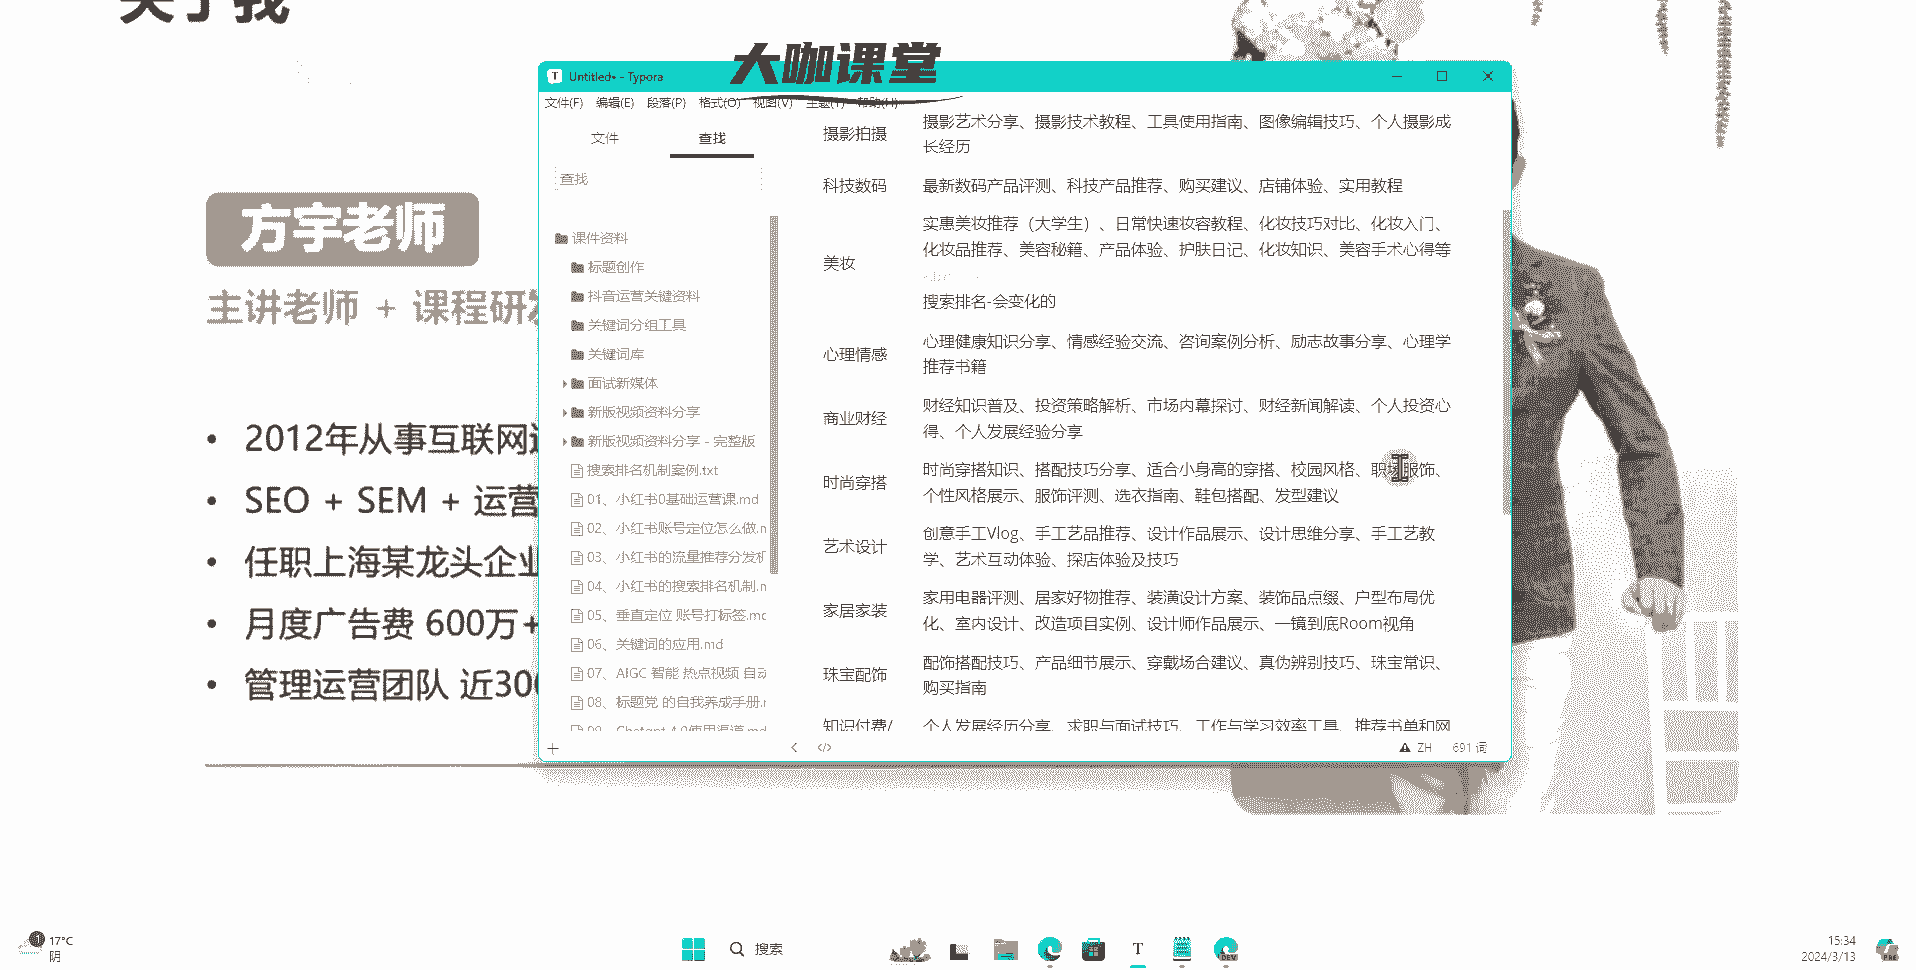 关于我
方宇老师
主讲老师 + 课程研发
2012年从事互联网
SEO + SEM + 运营
任职上海某龙头企业
月度广告费 600万+
管理运营团队 近300
大咖课堂
Untitled• - Typora
文件(F) 编辑(E) 段落(P) 格式(O) 视图(V) 主题(T) 帮助(H)
文件 查找
查找
课件资料
标题创作
抖音运营关键资料
关键词分组工具
关键词库
面试新媒体
新版视频资料分享
新版视频资料分享 - 完整版
搜索排名机制案例.txt
01、小红书0基础运营课.md
02、小红书账号定位怎么做.m
03、小红书的流量推荐分发机
04、小红书的搜索排名机制.m
05、垂直定位 账号打标签.md
06、关键词的应用.md
07、AIGC 智能 热点视频 自动
08、标题党 的自我养成手册.m
09、Chatgpt 4.0使用渠道.md
摄影拍摄
摄影艺术分享、摄影技术教程、工具使用指南、图像编辑技巧、个人摄影成
长经历
科技数码
最新数码产品评测、科技产品推荐、购买建议、店铺体验、实用教程
美妆
实惠美妆推荐（大学生）、日常快速妆容教程、化妆技巧对比、化妆入门、
化妆品推荐、美容秘籍、产品体验、护肤日记、化妆知识、美容手术心得等
搜索排名-会变化的
心理情感
心理健康知识分享、情感经验交流、咨询案例分析、励志故事分享、心理学
推荐书籍
商业财经
财经知识普及、投资策略解析、市场内幕探讨、财经新闻解读、个人投资心
得、个人发展经验分享
时尚穿搭
时尚穿搭知识、搭配技巧分享、适合小身高的穿搭、校园风格、职场服饰、
个性风格展示、服饰评测、选衣指南、鞋包搭配、发型建议
艺术设计
创意手工Vlog、手工艺品推荐、设计作品展示、设计思维分享、手工艺教
学、艺术互动体验、探店体验及技巧
家居家装
家用电器评测、居家好物推荐、装潢设计方案、装饰品点缀、户型布局优
化、室内设计、改造项目实例、设计师作品展示、一镜到底Room视角
珠宝配饰
配饰搭配技巧、产品细节展示、穿戴场合建议、真伪辨别技巧、珠宝常识、
购买指南
知识付费/
个人发展经历分享、求职与面试技巧、工作与学习效率工具、推荐书单和网
ZH 691 词
1
17°C
阴
搜索
T
DEV
15:34
2024/3/13
PRE